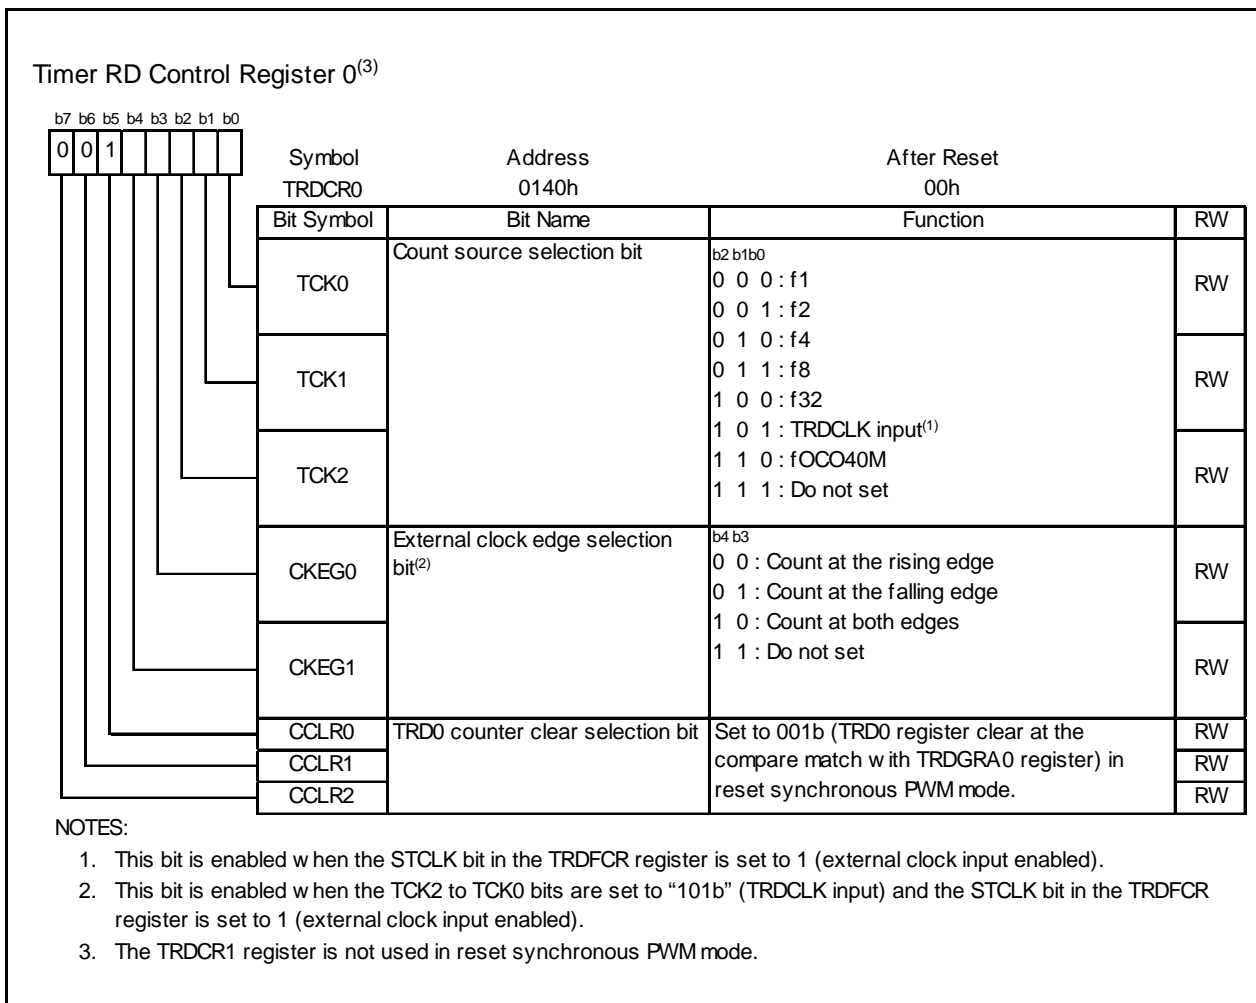 Timer RD Control Register 0(3)
b7 b6 b5 b4 b3 b2 b1 b0
0 0 1
Symbol Address After Reset
TRDCR0 0140h 00h
Bit Symbol Bit Name Function RW
TCK0 Count source selection bit b2 b1b0
0 0 0 : f1 RW
0 0 1 : f2
0 1 0 : f4
TCK1 0 1 1 : f8 RW
1 0 0 : f32
1 0 1 : TRDCLK input(1)
TCK2 1 1 0 : fOCO40M RW
1 1 1 : Do not set
CKEG0 External clock edge selection b4 b3
bit(2) 0 0 : Count at the rising edge RW
0 1 : Count at the falling edge
1 0 : Count at both edges
CKEG1 1 1 : Do not set RW
CCLR0 TRD0 counter clear selection bit Set to 001b (TRD0 register clear at the RW
CCLR1 compare match with TRDGRA0 register) in RW
CCLR2 reset synchronous PWM mode. RW
NOTES:
1. This bit is enabled when the STCLK bit in the TRDFCR register is set to 1 (external clock input enabled).
2. This bit is enabled when the TCK2 to TCK0 bits are set to “101b” (TRDCLK input) and the STCLK bit in the TRDFCR
register is set to 1 (external clock input enabled).
3. The TRDCR1 register is not used in reset synchronous PWM mode.